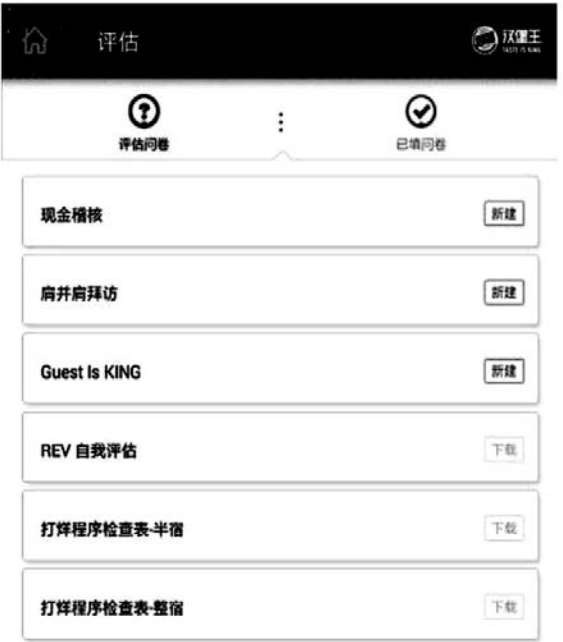 评估
汉堡王
TASTE IS KING
评估问卷
已填问卷
现金稽核
新建
肩并肩拜访
新建
Guest Is KING
新建
REV 自我评估
下载
打烊程序检查表-半宿
下载
打烊程序检查表-整宿
下载